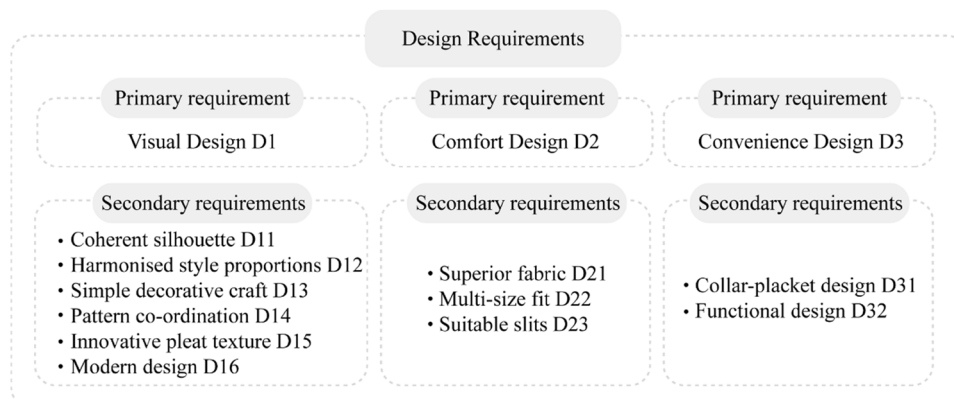 Design Requirements
Primary requirement
Visual Design D1
Primary requirement
Comfort Design D2
Primary requirement
Convenience Design D3
Secondary requirements
• Coherent silhouette D11
• Harmonised style proportions D12
• Simple decorative craft D13
• Pattern co-ordination D14
• Innovative pleat texture D15
• Modern design D16
Secondary requirements
• Superior fabric D21
• Multi-size fit D22
• Suitable slits D23
Secondary requirements
• Collar-placket design D31
• Functional design D32